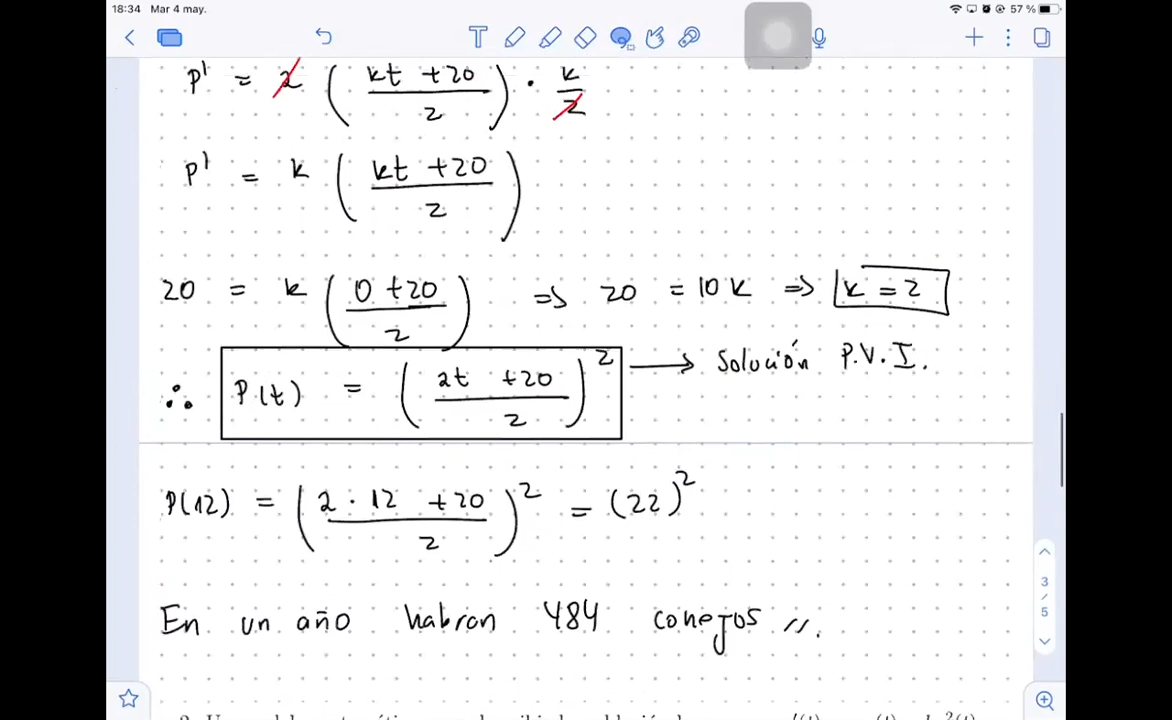 18:34 Mar 4 may. 57 %
P' = 2 ( kt + 20 / 2 ) · k / 2
P' = k ( kt + 20 / 2 )
20 = k ( 0 + 20 / 2 ) => 20 = 10 k => k = 2
∴ P(t) = ( 2t + 20 / 2 )² → Solución P.V.I.
P(12) = ( 2 · 12 + 20 / 2 )² = (22)²
En un año habran 484 conejos //.
3 / 5